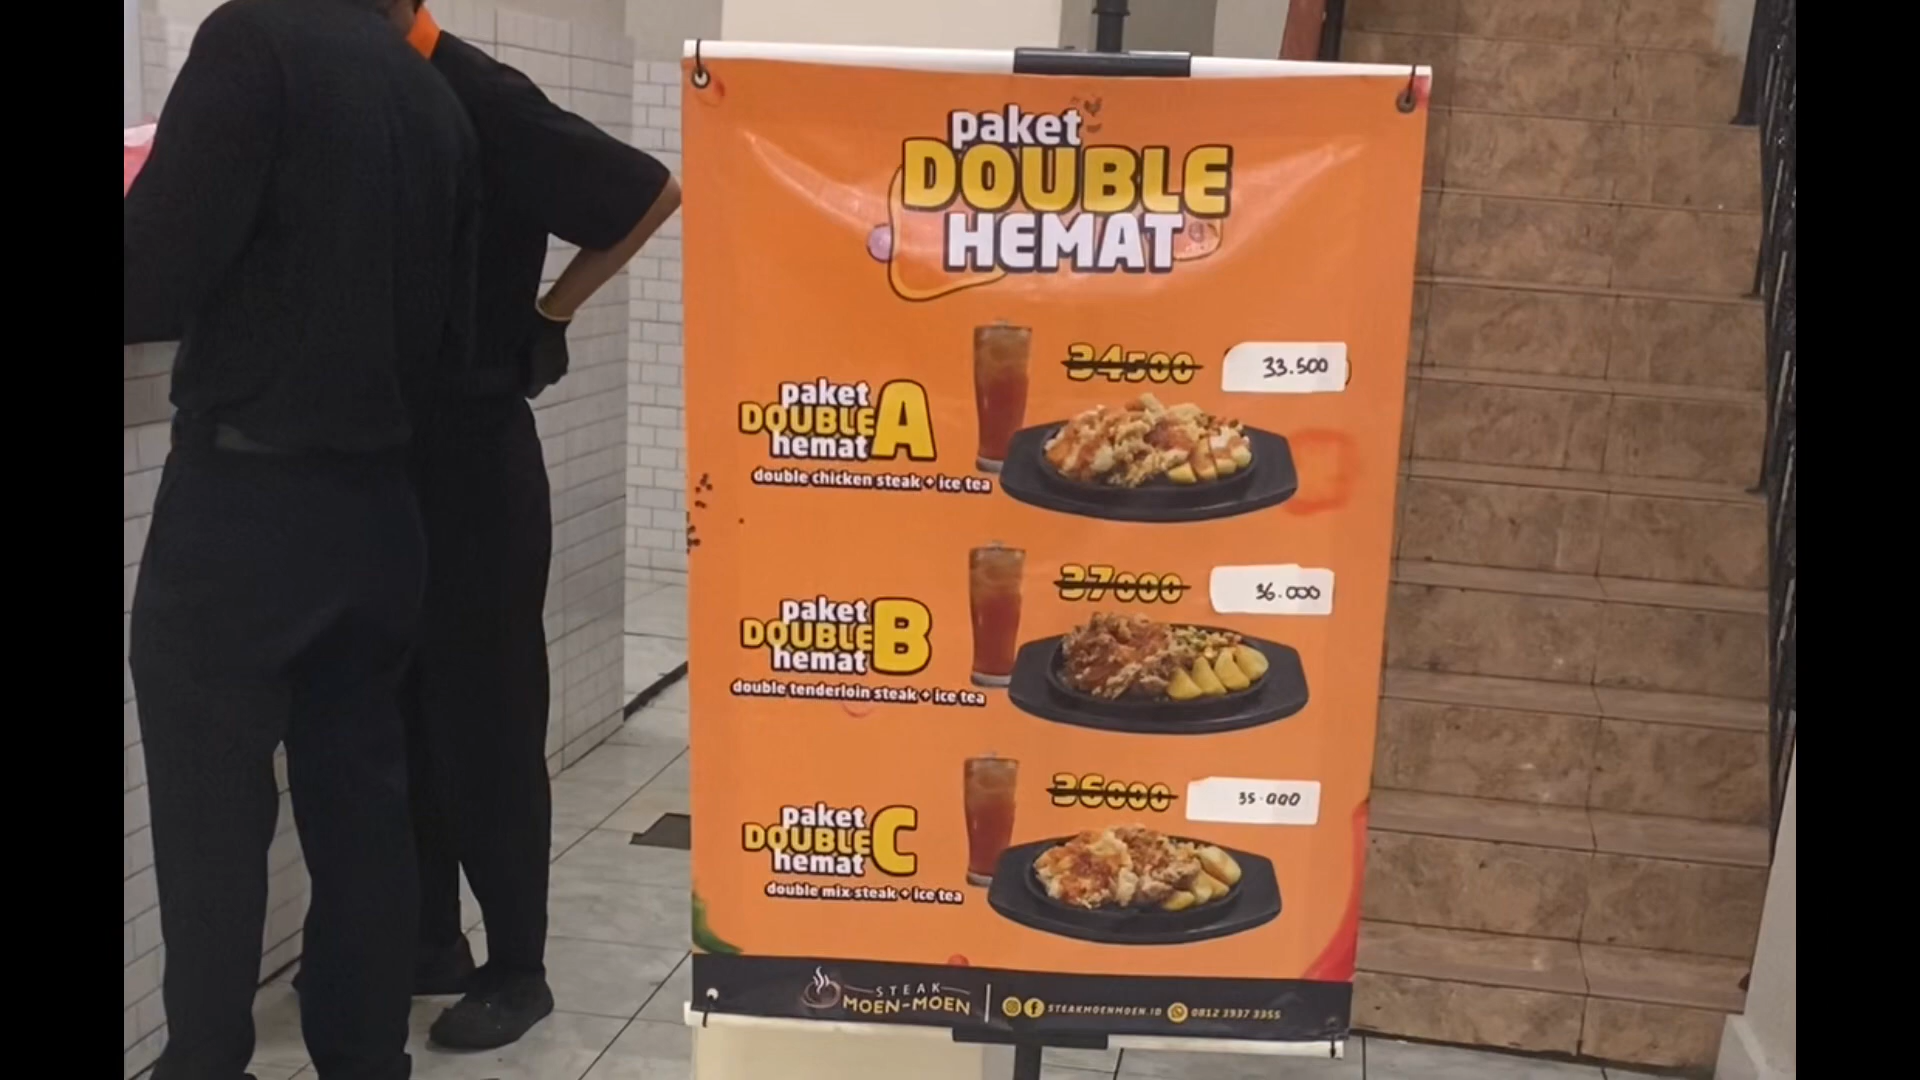 paket
DOUBLE
HEMAT
34500 33.500
paket
DOUBLE A
hemat
double chicken steak + ice tea
37000 36.000
paket
DOUBLE B
hemat
double tenderloin steak + ice tea
36000 35.000
paket
DOUBLE C
hemat
double mix steak + ice tea
STEAK
MOEN-MOEN
STEAKMOENMOEN.ID 0812 3937 3355